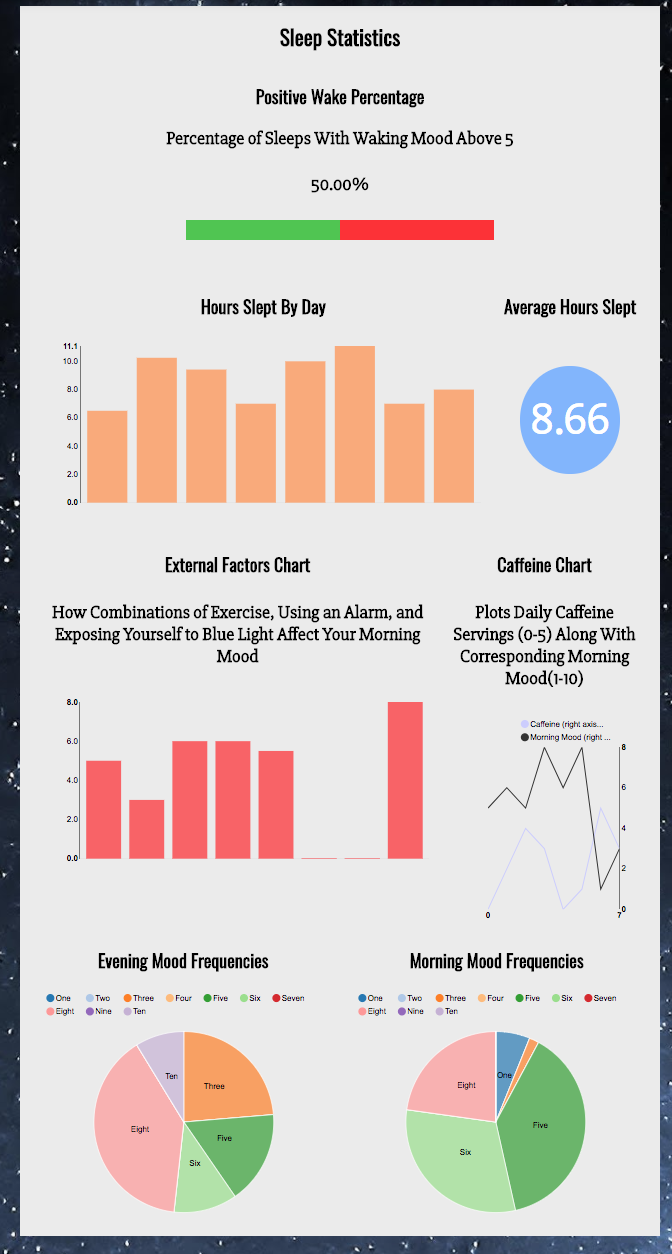 Sleep Statistics
Positive Wake Percentage
Percentage of Sleeps With Waking Mood Above 5
50.00%
Hours Slept By Day
Average Hours Slept
11.1
10.0
8.0
6.0
4.0
2.0
0.0
8.66
External Factors Chart
How Combinations of Exercise, Using an Alarm, and
Exposing Yourself to Blue Light Affect Your Morning
Mood
8.0
6.0
4.0
2.0
0.0
Caffeine Chart
Plots Daily Caffeine
Servings (0-5) Along With
Corresponding Morning
Mood(1-10)
Caffeine (right axis...
Morning Mood (right ...
8
6
4
2
0
0 7
Evening Mood Frequencies
One Two Three Four Five Six Seven
Eight Nine Ten
Ten
Three
Eight
Five
Six
Morning Mood Frequencies
One Two Three Four Five Six Seven
Eight Nine Ten
One
Eight
Five
Six